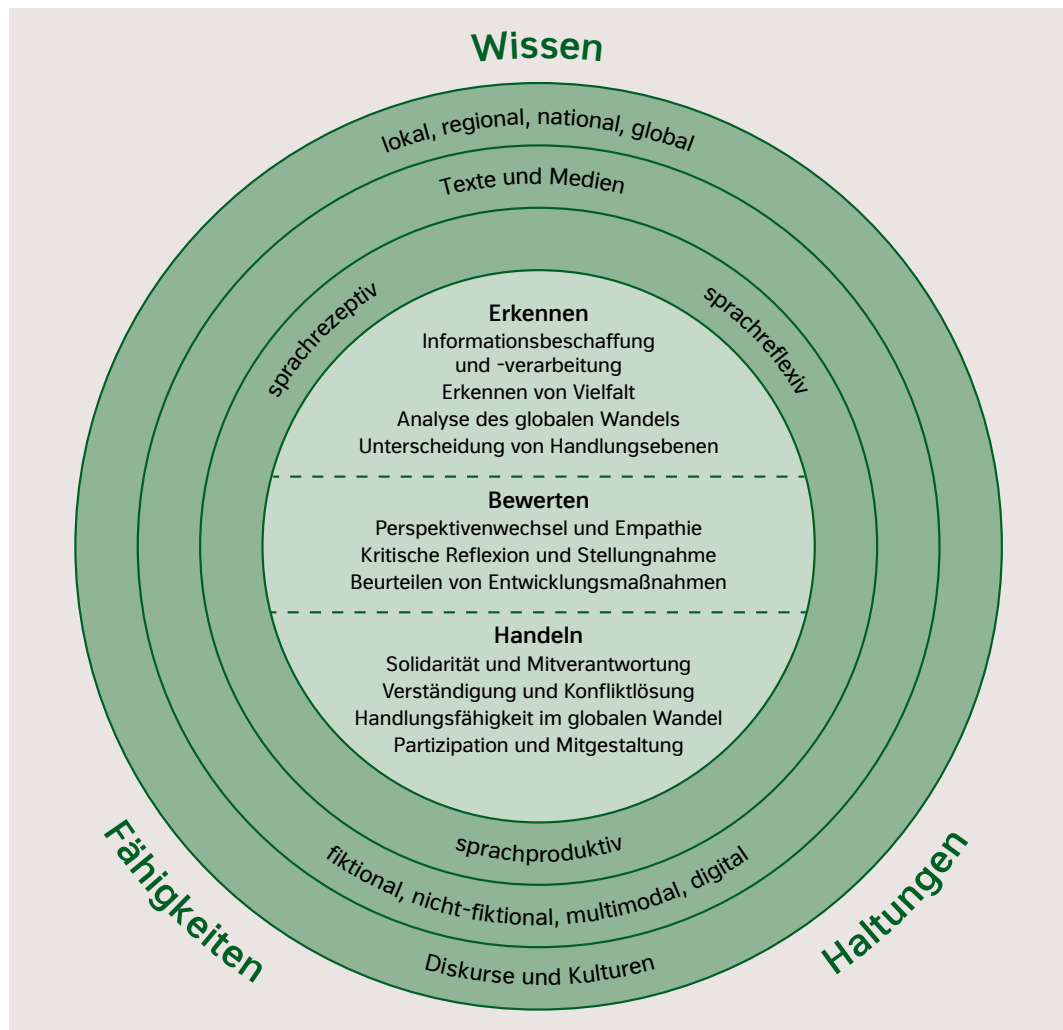 Wissen
lokal, regional, national, global
Texte und Medien
sprachrezeptiv
sprachreflexiv
Erkennen
Informationsbeschaffung
und -verarbeitung
Erkennen von Vielfalt
Analyse des globalen Wandels
Unterscheidung von Handlungsebenen
Bewerten
Perspektivenwechsel und Empathie
Kritische Reflexion und Stellungnahme
Beurteilen von Entwicklungsmaßnahmen
Handeln
Solidarität und Mitverantwortung
Verständigung und Konfliktlösung
Handlungsfähigkeit im globalen Wandel
Partizipation und Mitgestaltung
sprachproduktiv
fiktional, nicht-fiktional, multimodal, digital
Diskurse und Kulturen
Fähigkeiten
Haltungen